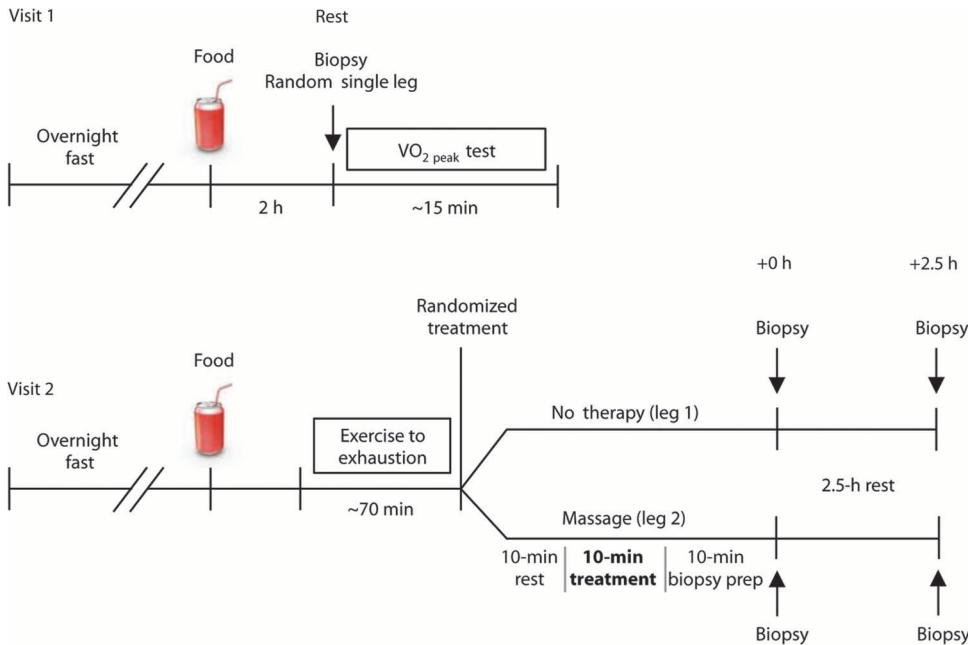 Visit 1
Rest
Food
Biopsy
Random single leg
Overnight
fast
VO2 peak test
2 h
~15 min
+0 h
+2.5 h
Randomized
treatment
Biopsy
Biopsy
Food
Visit 2
No therapy (leg 1)
Exercise to
exhaustion
Overnight
fast
~70 min
2.5-h rest
Massage (leg 2)
10-min
rest
10-min
treatment
10-min
biopsy prep
Biopsy
Biopsy